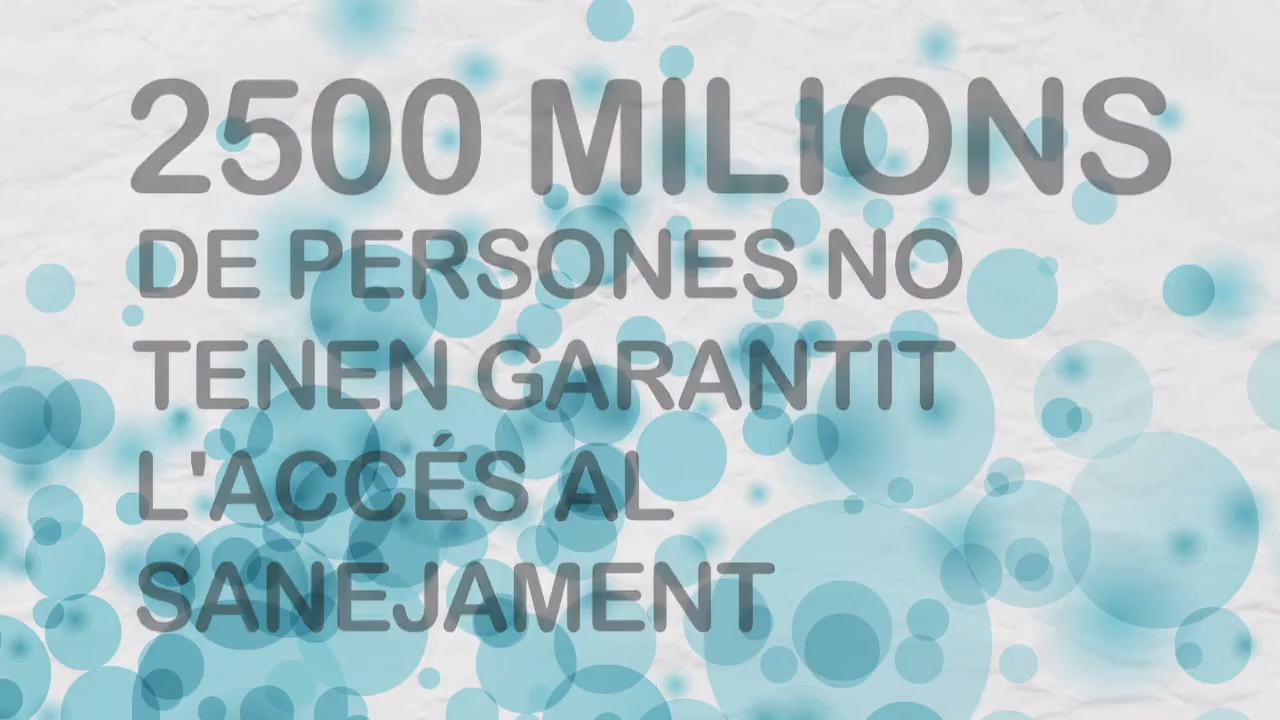 2500 MILIONS
DE PERSONES NO
TENEN GARANTIT
L'ACCÉS AL
SANEJAMENT